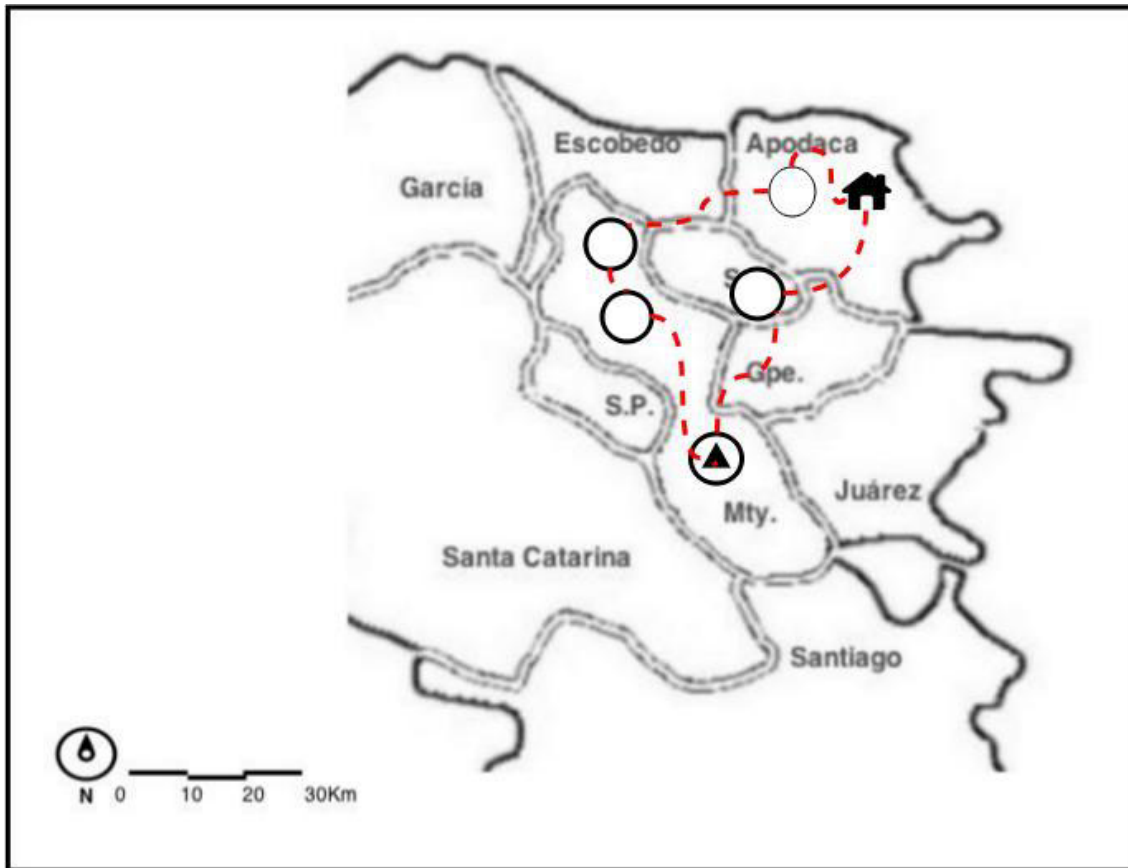 Escobedo
Apodaca
García
S
Gpe.
S.P.
Juárez
Mty.
Santa Catarina
Santiago
N 0 10 20 30Km